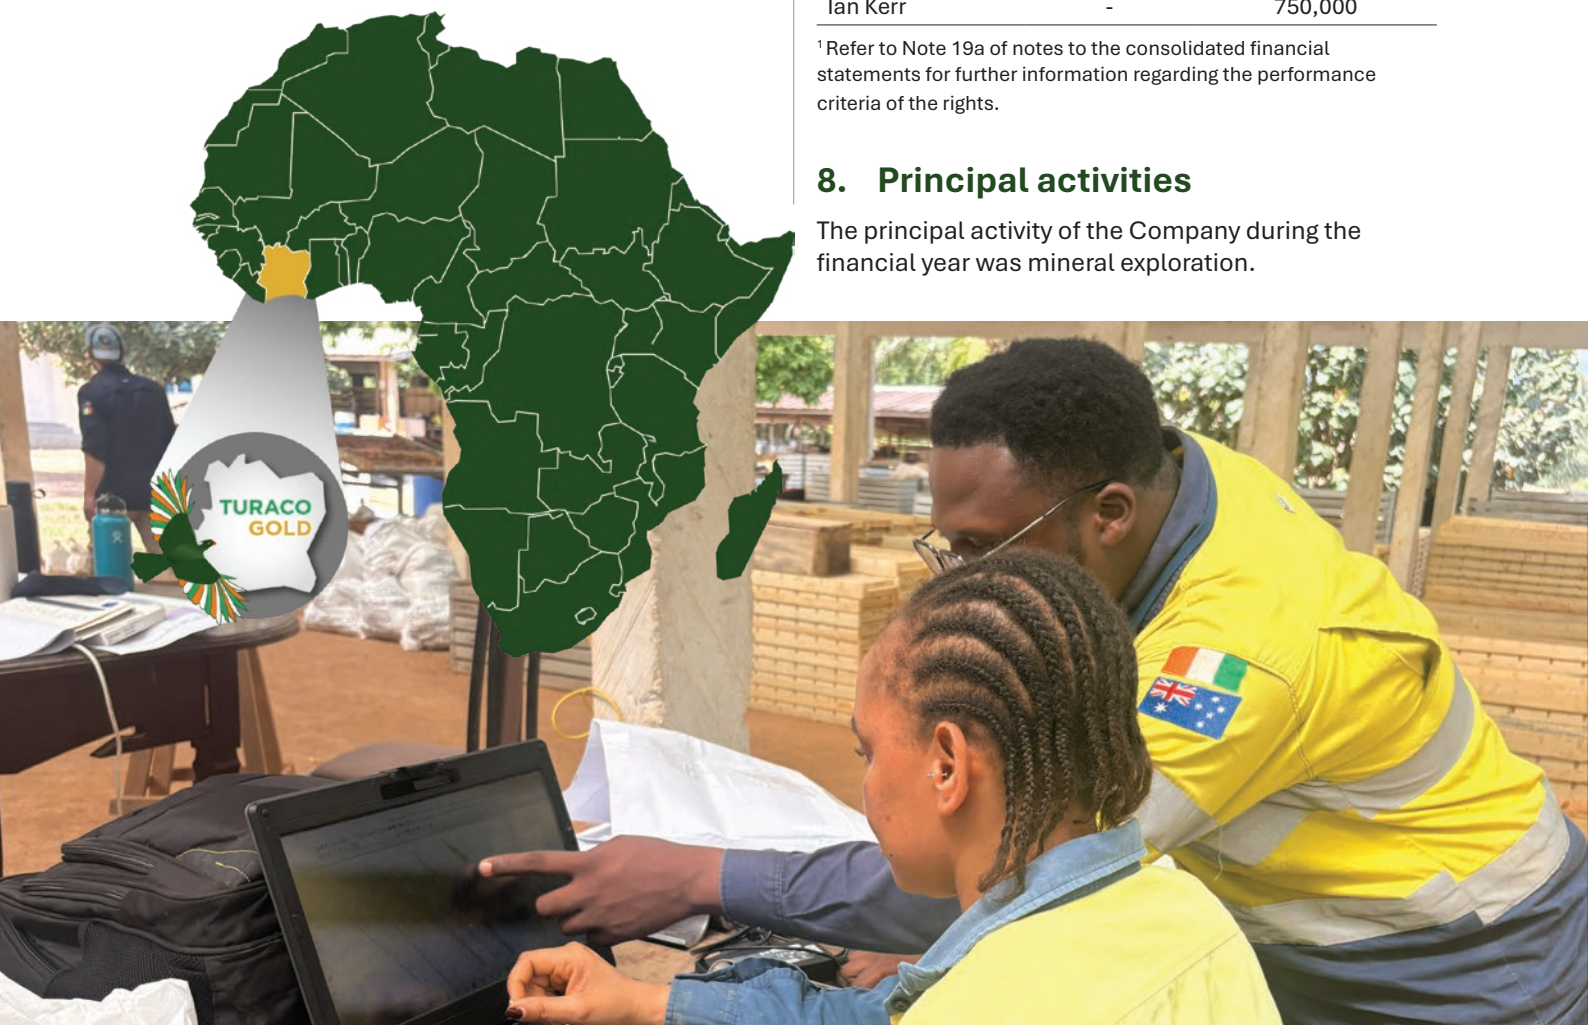 Ian Kerr - 750,000
¹ Refer to Note 19a of notes to the consolidated financial
statements for further information regarding the performance
criteria of the rights.
8. Principal activities
The principal activity of the Company during the
financial year was mineral exploration.
TURACO
GOLD